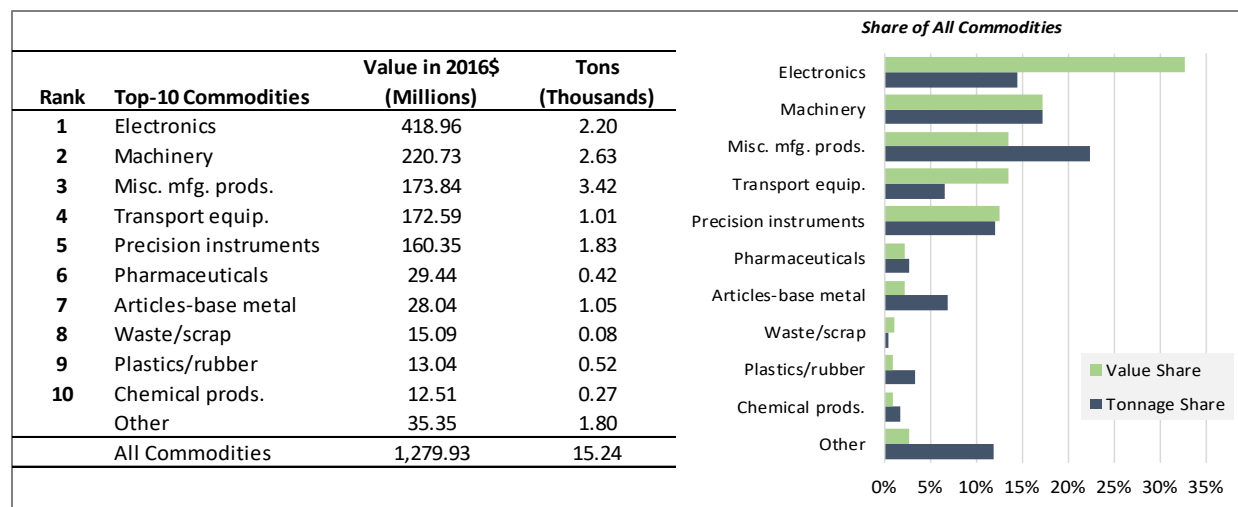 Value in 2016$ Tons
Rank Top-10 Commodities (Millions) (Thousands)
1 Electronics 418.96 2.20
2 Machinery 220.73 2.63
3 Misc. mfg. prods. 173.84 3.42
4 Transport equip. 172.59 1.01
5 Precision instruments 160.35 1.83
6 Pharmaceuticals 29.44 0.42
7 Articles-base metal 28.04 1.05
8 Waste/scrap 15.09 0.08
9 Plastics/rubber 13.04 0.52
10 Chemical prods. 12.51 0.27
Other 35.35 1.80
All Commodities 1,279.93 15.24
Share of All Commodities
Electronics
Machinery
Misc. mfg. prods.
Transport equip.
Precision instruments
Pharmaceuticals
Articles-base metal
Waste/scrap
Plastics/rubber
Chemical prods.
Other
Value Share
Tonnage Share
0% 5% 10% 15% 20% 25% 30% 35%